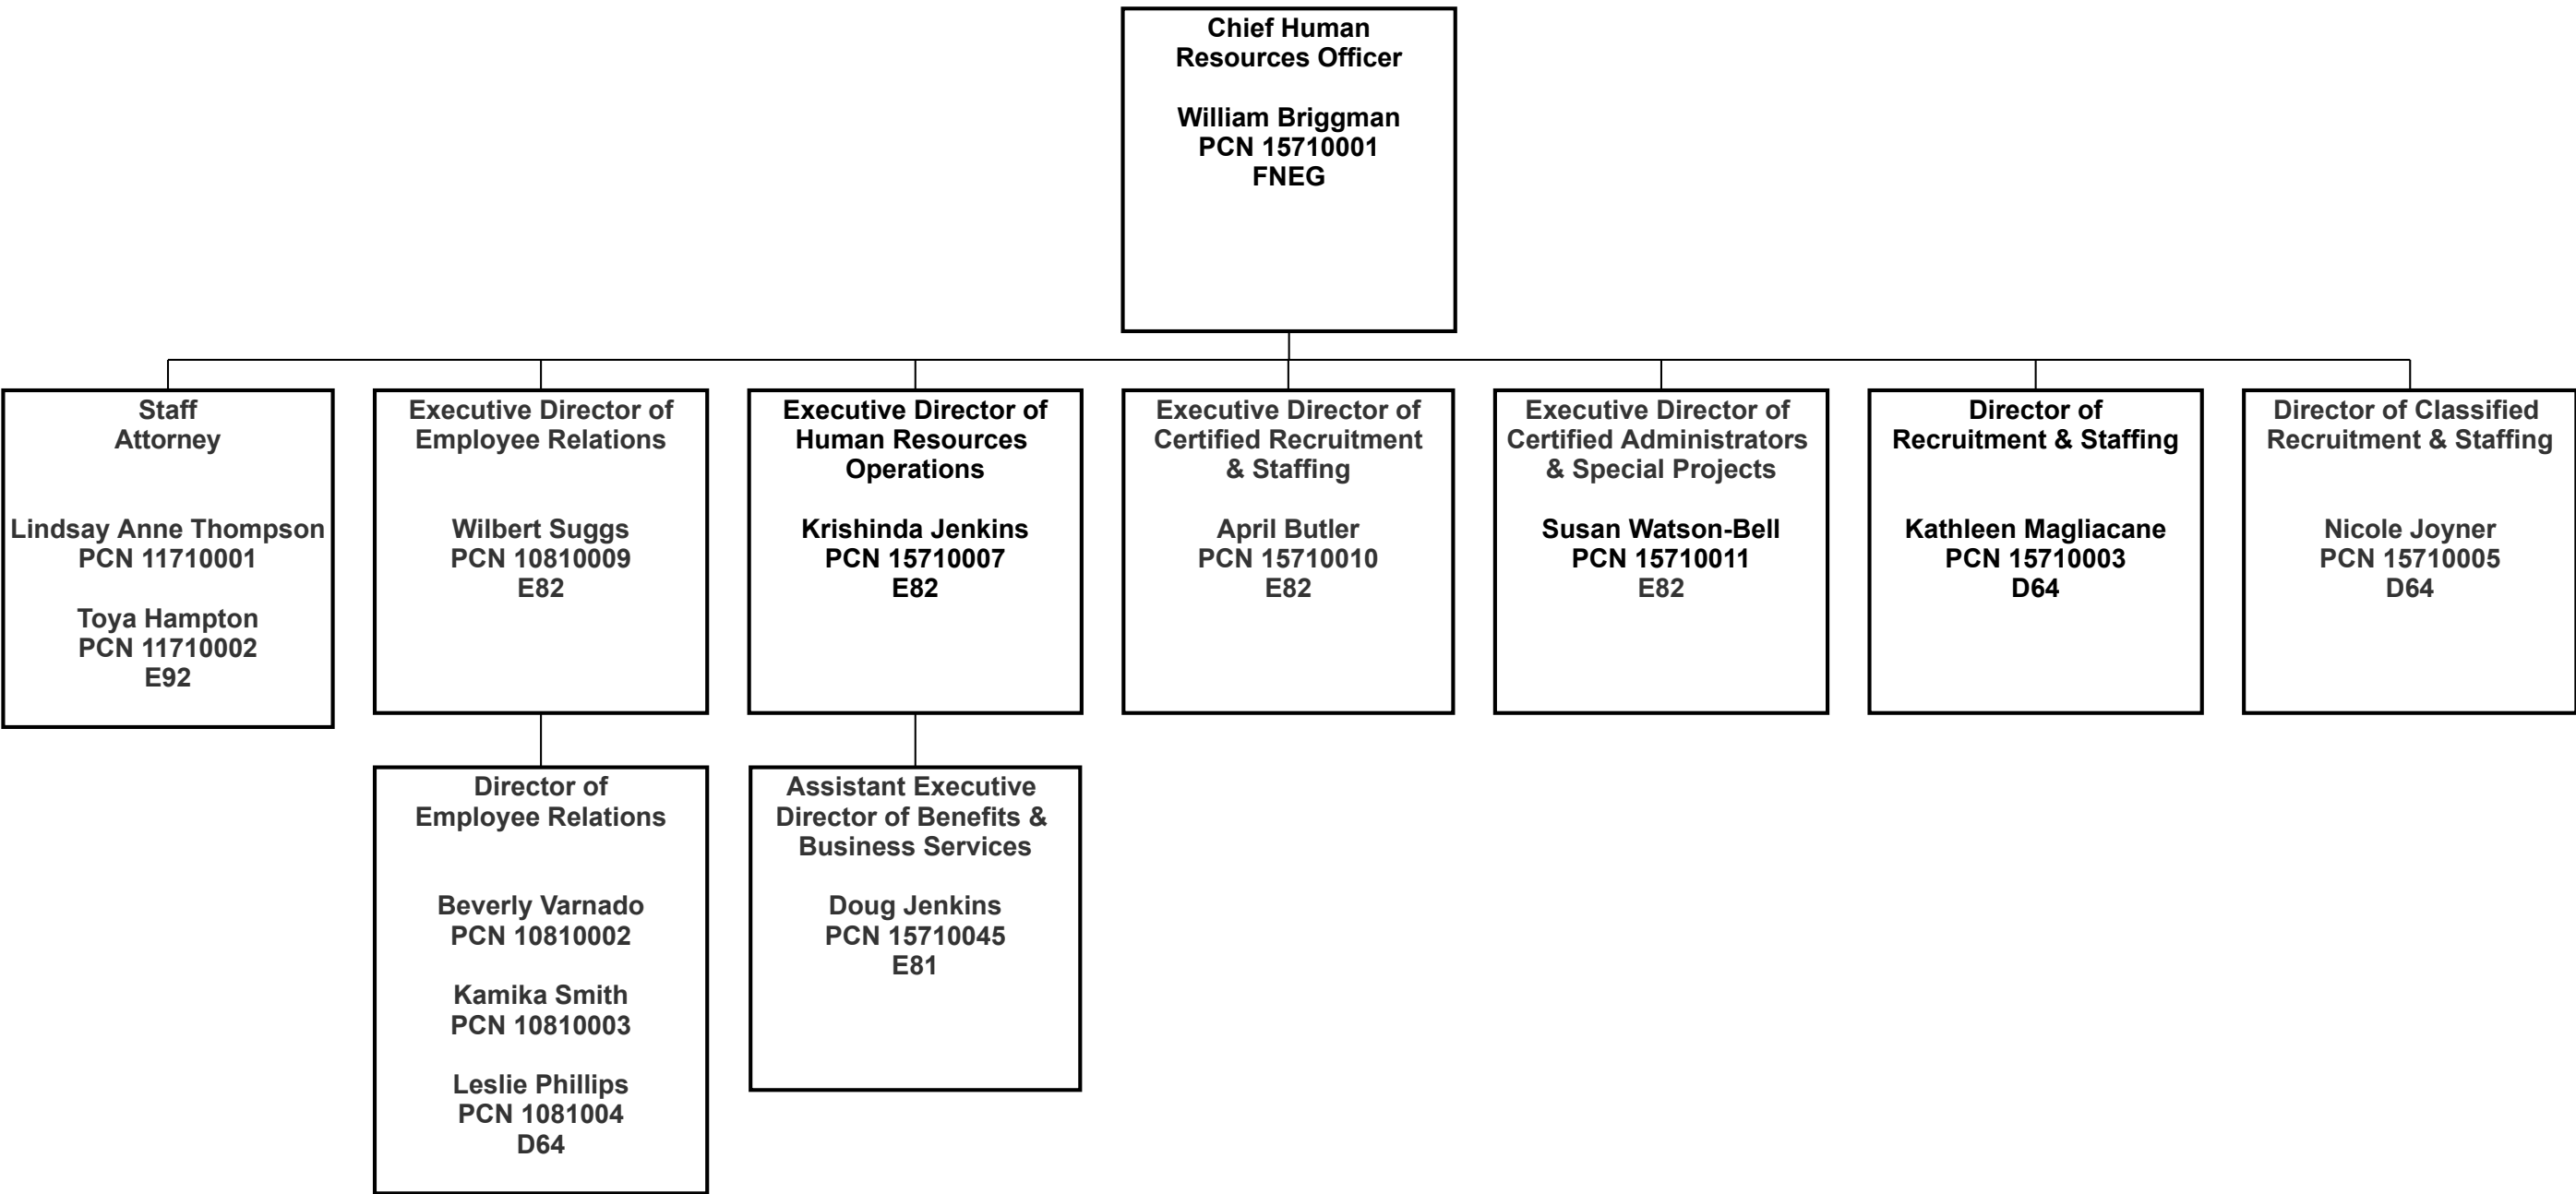 Chief Human
Resources Officer
William Briggman
PCN 15710001
FNEG
Staff
Attorney
Lindsay Anne Thompson
PCN 11710001
Toya Hampton
PCN 11710002
E92
Executive Director of
Employee Relations
Wilbert Suggs
PCN 10810009
E82
Executive Director of
Human Resources
Operations
Krishinda Jenkins
PCN 15710007
E82
Executive Director of
Certified Recruitment
& Staffing
April Butler
PCN 15710010
E82
Executive Director of
Certified Administrators
& Special Projects
Susan Watson-Bell
PCN 15710011
E82
Director of
Recruitment & Staffing
Kathleen Magliacane
PCN 15710003
D64
Director of Classified
Recruitment & Staffing
Nicole Joyner
PCN 15710005
D64
Director of
Employee Relations
Beverly Varnado
PCN 10810002
Kamika Smith
PCN 10810003
Leslie Phillips
PCN 1081004
D64
Assistant Executive
Director of Benefits &
Business Services
Doug Jenkins
PCN 15710045
E81